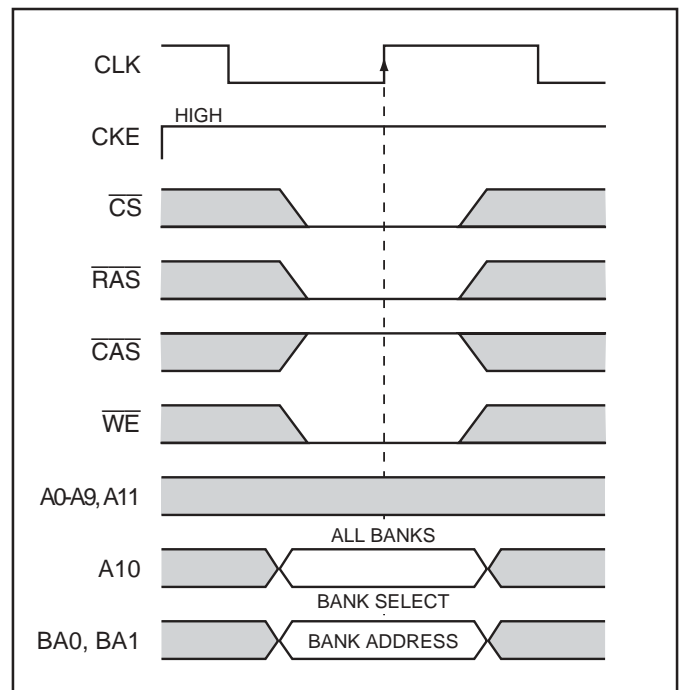 CLK
HIGH
CKE
CS
RAS
CAS
WE
A0-A9, A11
ALL BANKS
A10
BANK SELECT
BA0, BA1
BANK ADDRESS